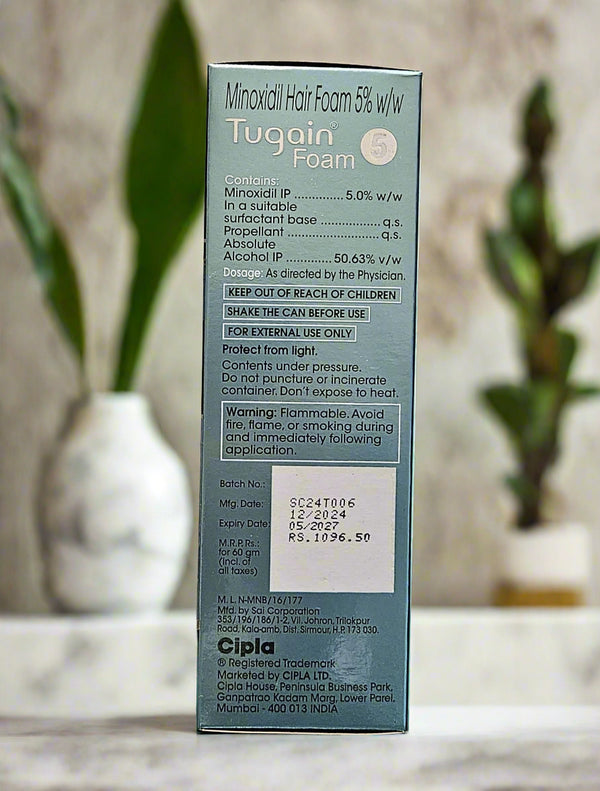 Minoxidil Hair Foam 5% w/w
Tugain®
Foam 5
Contains:
Minoxidil IP ............. 5.0% w/w
In a suitable
surfactant base ................ q.s.
Propellant ........................ q.s.
Absolute
Alcohol IP ............ 50.63% v/w
Dosage: As directed by the Physician.
KEEP OUT OF REACH OF CHILDREN
SHAKE THE CAN BEFORE USE
FOR EXTERNAL USE ONLY
Protect from light.
Contents under pressure.
Do not puncture or incinerate
container. Don't expose to heat.
Warning: Flammable. Avoid
fire, flame, or smoking during
and immediately following
application.
Batch No.: SC24T006
Mfg. Date: 12/2024
Expiry Date: 05/2027
M.R.P. Rs.: RS.1096.50
for 60 gm
(Incl. of
all taxes)
M. L. N-MNB/16/177
Mfd. by Sai Corporation
353/196/186/1-2, Vil. Johron, Trilokpur
Road, Kala-amb, Dist. Sirmour, H.P. 173 030.
Cipla
® Registered Trademark
Marketed by CIPLA LTD.
Cipla House, Peninsula Business Park,
Ganpatrao Kadam Marg, Lower Parel.
Mumbai - 400 013 INDIA